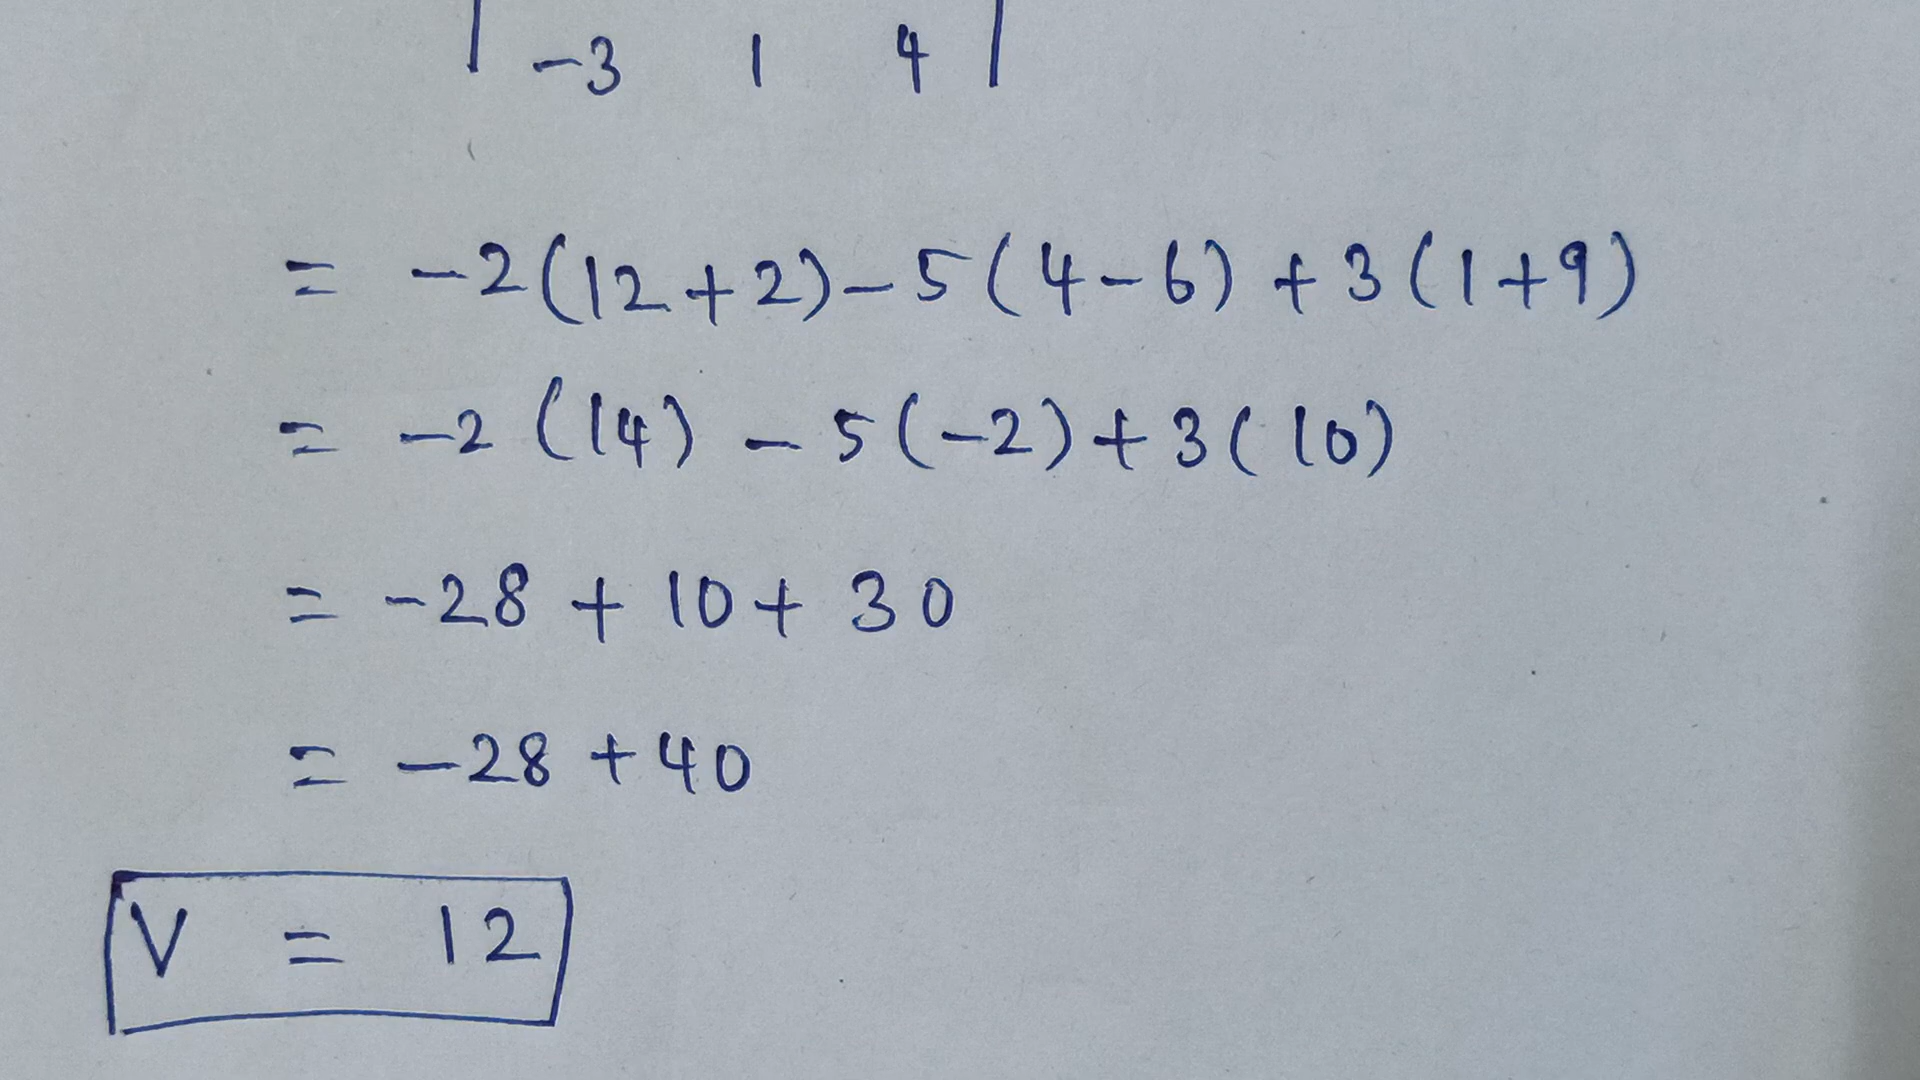 | -3 1 4 |
= -2(12+2)-5(4-6)+3(1+9)
= -2(14) - 5(-2)+3(10)
= -28 + 10+ 30
= -28 +40
V = 12